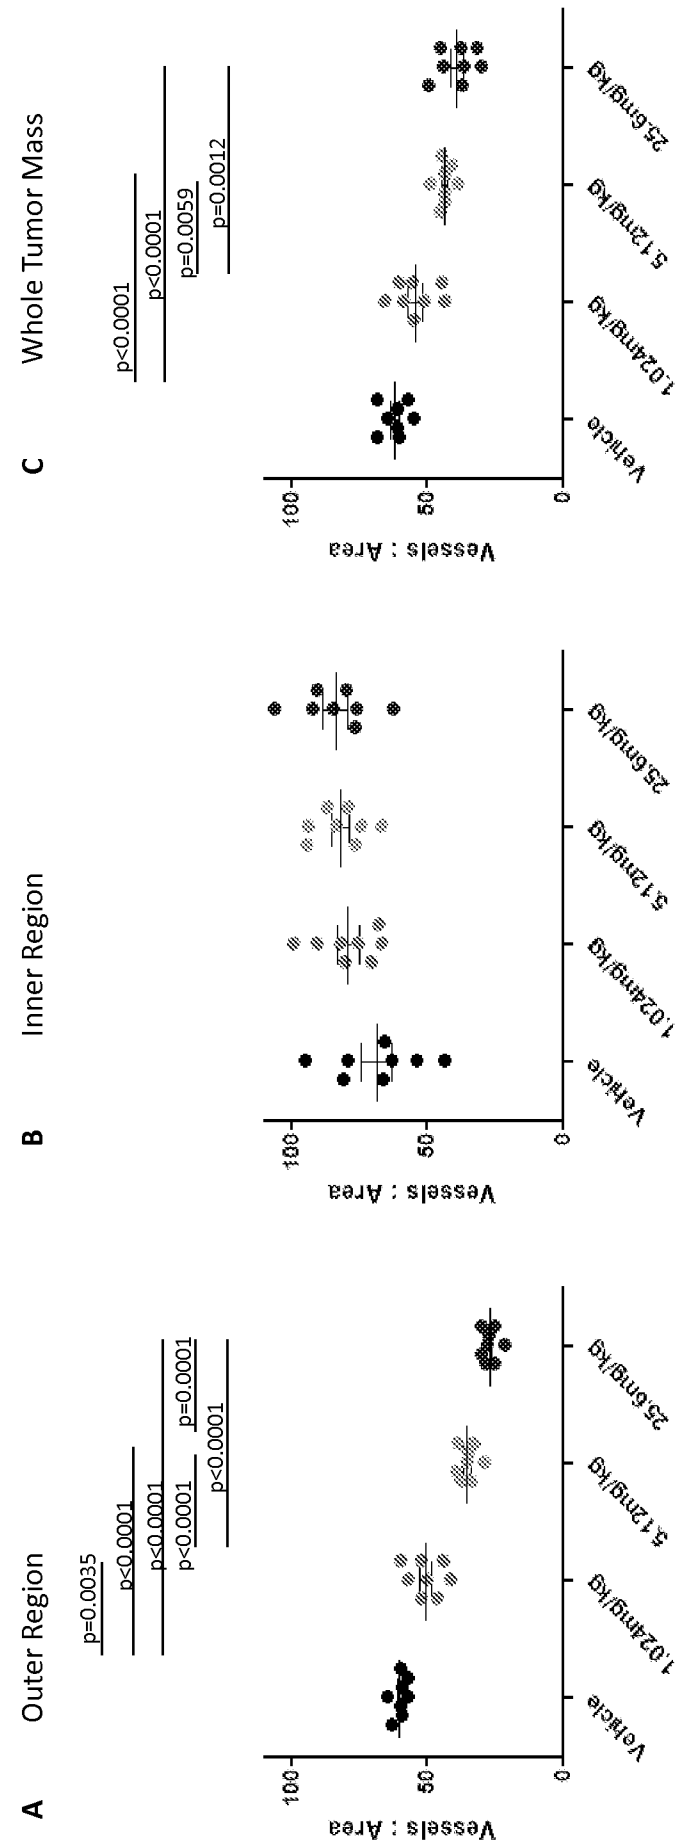 A
Outer Region
p=0.0035
p<0.0001
p<0.0001
p<0.0001
p=0.0001
p<0.0001
Vessels : Area
100
50
0
Vehicle
1.024mg/kg
5.12mg/kg
25.6mg/kg
B
Inner Region
Vessels : Area
100
50
0
Vehicle
1.024mg/kg
5.12mg/kg
25.6mg/kg
C
Whole Tumor Mass
p<0.0001
p<0.0001
p=0.0059
p=0.0012
Vessels : Area
100
50
0
Vehicle
1.024mg/kg
5.12mg/kg
25.6mg/kg